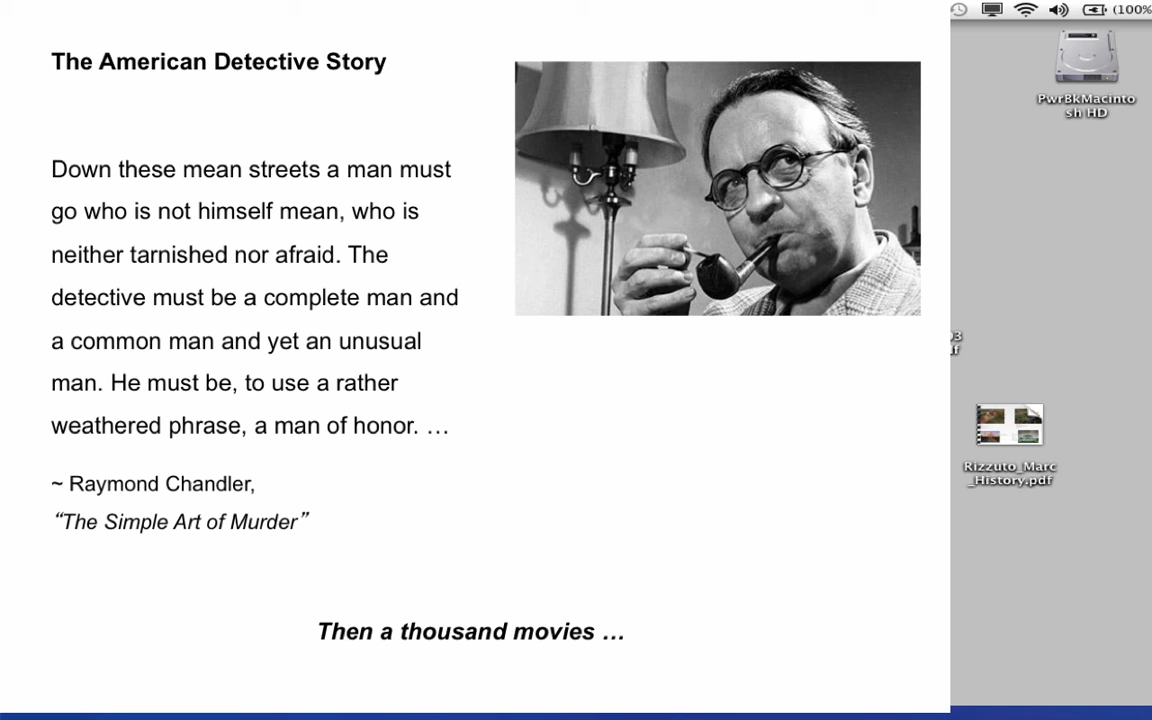 (100%
The American Detective Story
PwrBkMacinto
sh HD
Down these mean streets a man must
go who is not himself mean, who is
neither tarnished nor afraid. The
detective must be a complete man and
a common man and yet an unusual
man. He must be, to use a rather
weathered phrase, a man of honor. …
~ Raymond Chandler,
“The Simple Art of Murder”
Rizzuto_Marc
_History.pdf
Then a thousand movies …